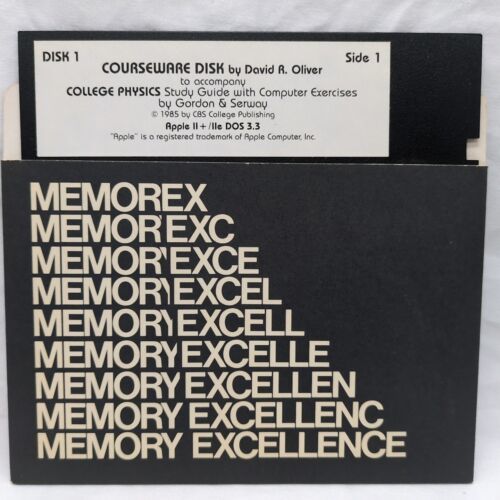 DISK 1 Side 1
COURSEWARE DISK by David R. Oliver
to accompany
COLLEGE PHYSICS Study Guide with Computer Exercises
by Gordon & Serway
© 1985 by CBS College Publishing
Apple II + /IIe DOS 3.3
"Apple" is a registered trademark of Apple Computer, Inc.
MEMOREX
MEMOR EXC
MEMOR EXCE
MEMORY EXCEL
MEMORY EXCELL
MEMORY EXCELLE
MEMORY EXCELLEN
MEMORY EXCELLENC
MEMORY EXCELLENCE